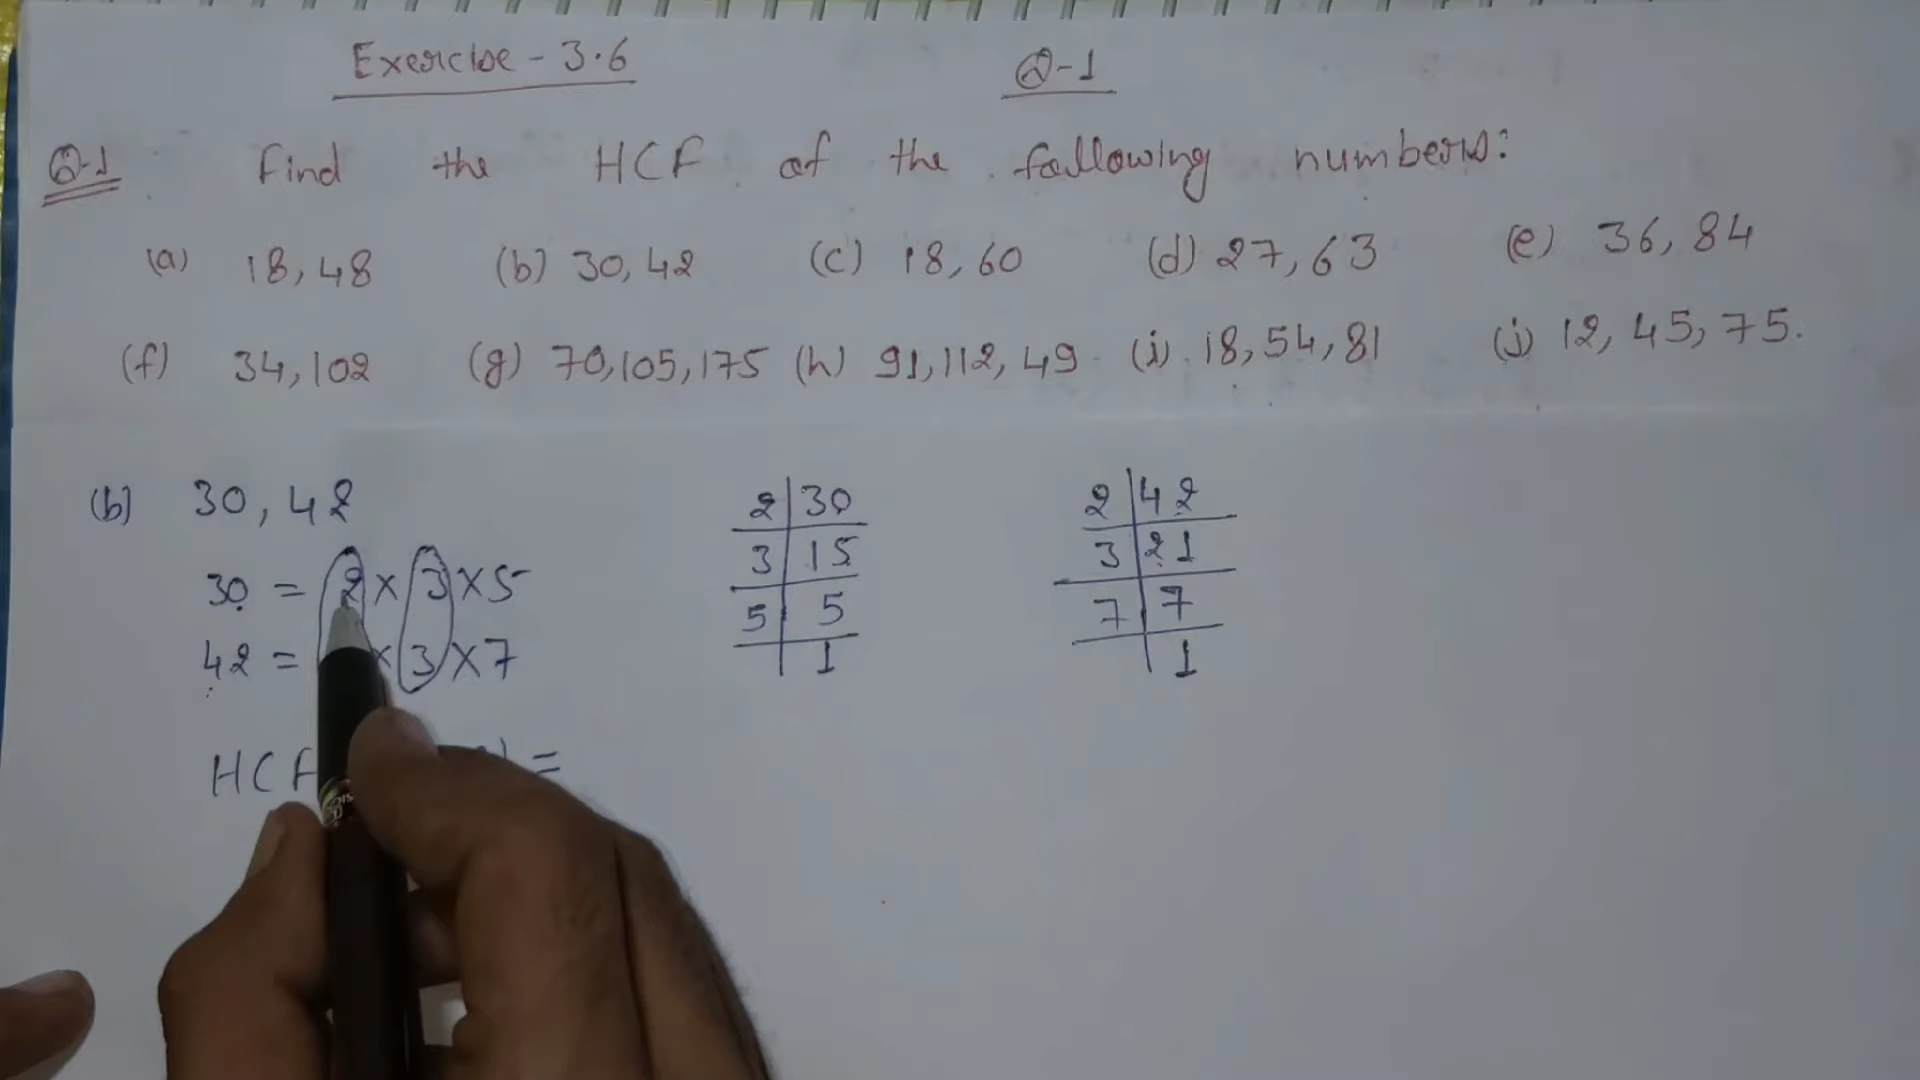 Exercise - 3.6
Q-1
Q-1 Find the HCF of the following numbers:
(a) 18, 48 (b) 30, 42 (c) 18, 60 (d) 27, 63 (e) 36, 84
(f) 34, 102 (g) 70, 105, 175 (h) 91, 112, 49 (i) 18, 54, 81 (j) 12, 45, 75.
(b) 30, 42
30 = 2 × 3 × 5
42 = × 3 × 7
HCF ) =
2 | 30
3 | 15
5 | 5
1
2 | 42
3 | 21
7 | 7
1